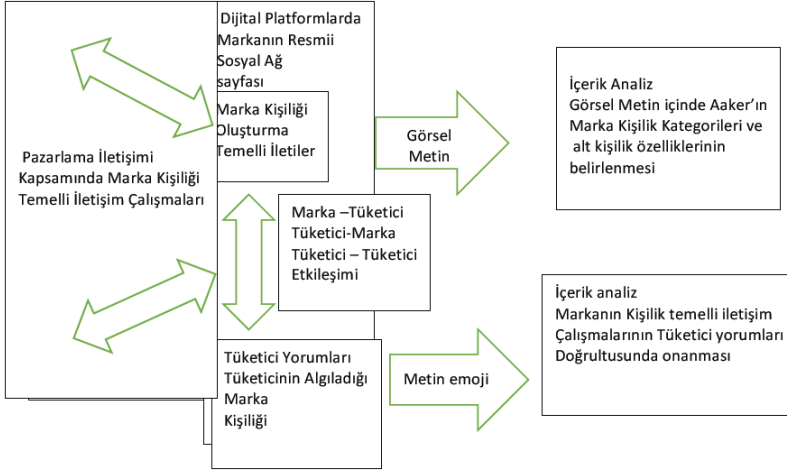 Dijital Platformlarda
Markanın Resmii
Sosyal Ağ
sayfası
Marka Kişiliği
Oluşturma
Temelli İletiler
Pazarlama İletişimi
Kapsamında Marka Kişiliği
Temelli İletişim Çalışmaları
Görsel
Metin
İçerik Analiz
Görsel Metin içinde Aaker’ın
Marka Kişilik Kategorileri ve
alt kişilik özelliklerinin
belirlenmesi
Marka –Tüketici
Tüketici-Marka
Tüketici – Tüketici
Etkileşimi
Tüketici Yorumları
Tüketicinin Algıladığı
Marka
Kişiliği
Metin emoji
İçerik analiz
Markanın Kişilik temelli iletişim
Çalışmalarının Tüketici yorumları
Doğrultusunda onanması